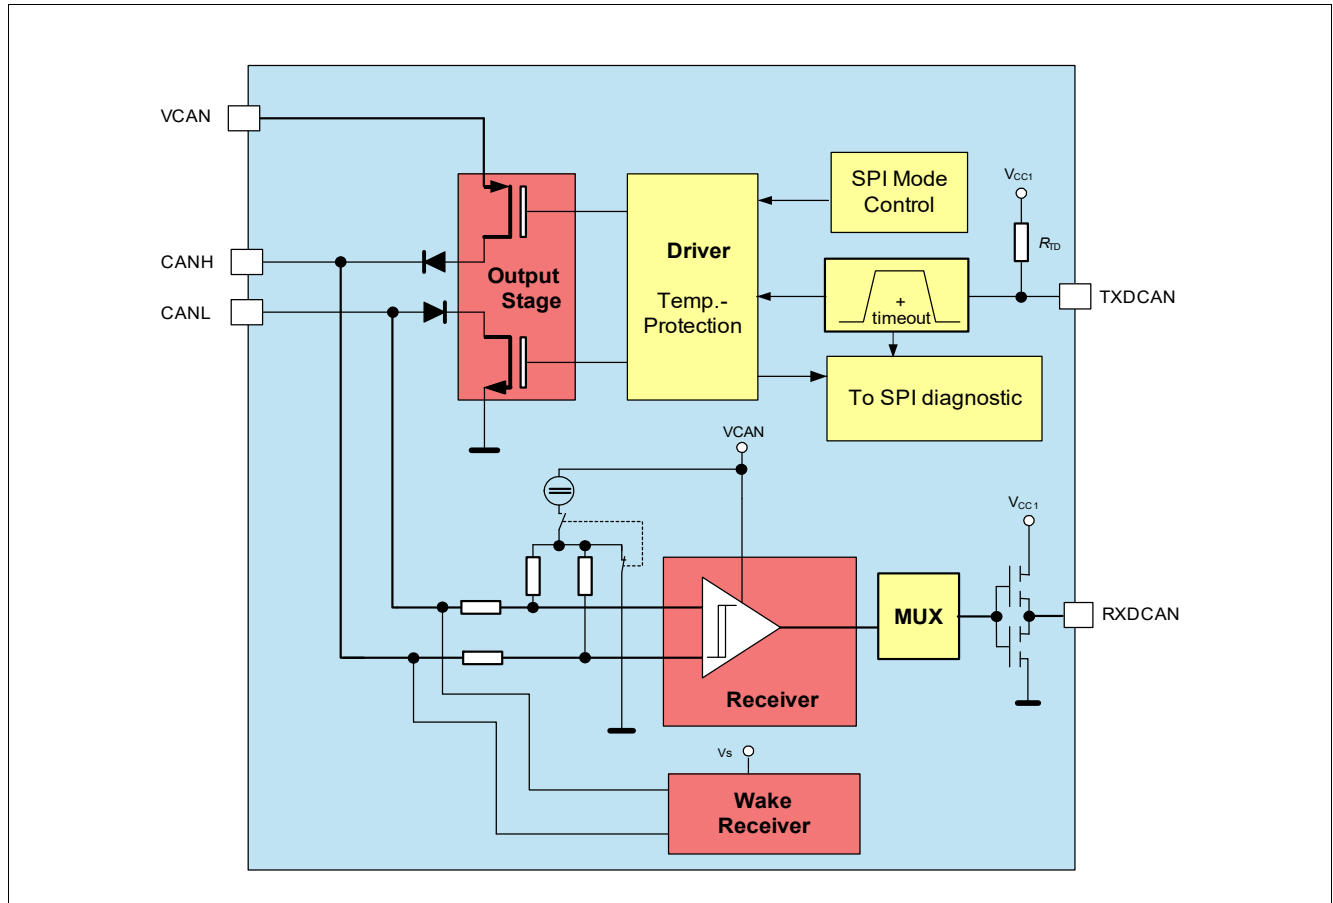 VCAN
SPI Mode
Control
VCC1
RTD
Driver
Temp.-
Protection
CANH
Output
Stage
CANL
+
timeout
TXDCAN
To SPI diagnostic
VCAN
VCC1
MUX
RXDCAN
Receiver
Vs
Wake
Receiver